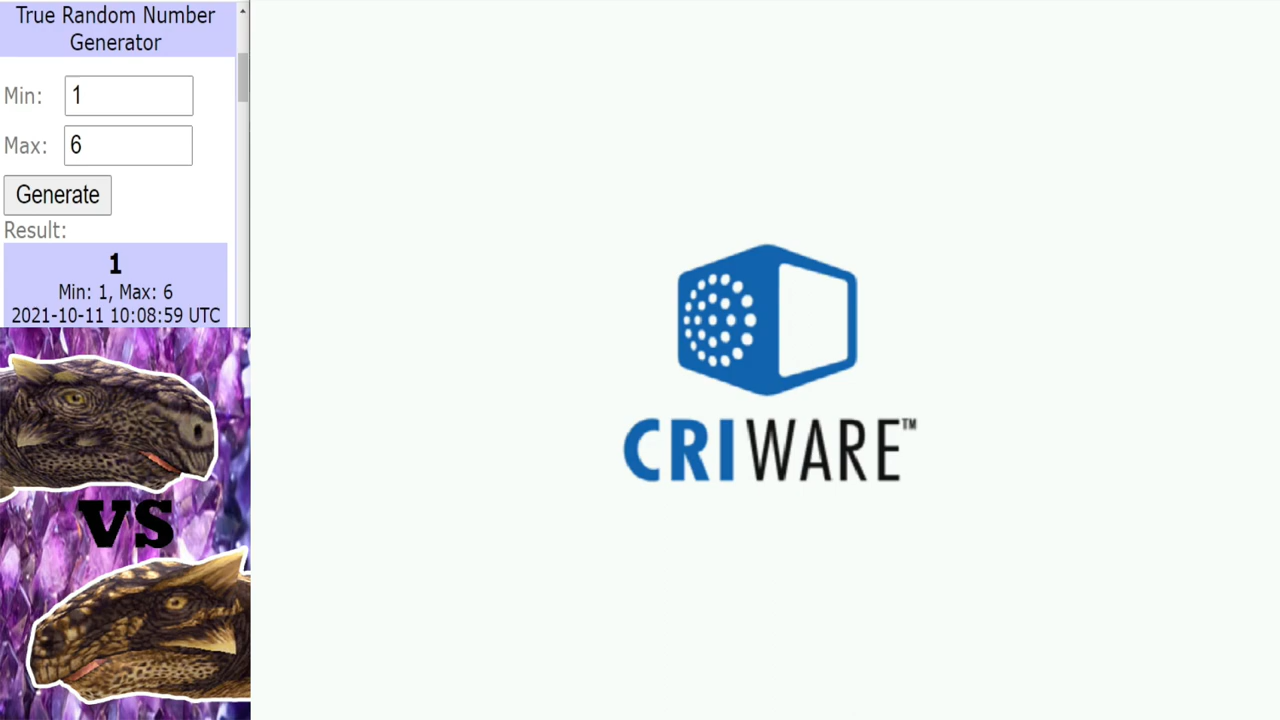 True Random Number
Generator
Min: 1
Max: 6
Generate
Result:
1
Min: 1, Max: 6
2021-10-11 10:08:59 UTC
vs
CRIWARE™